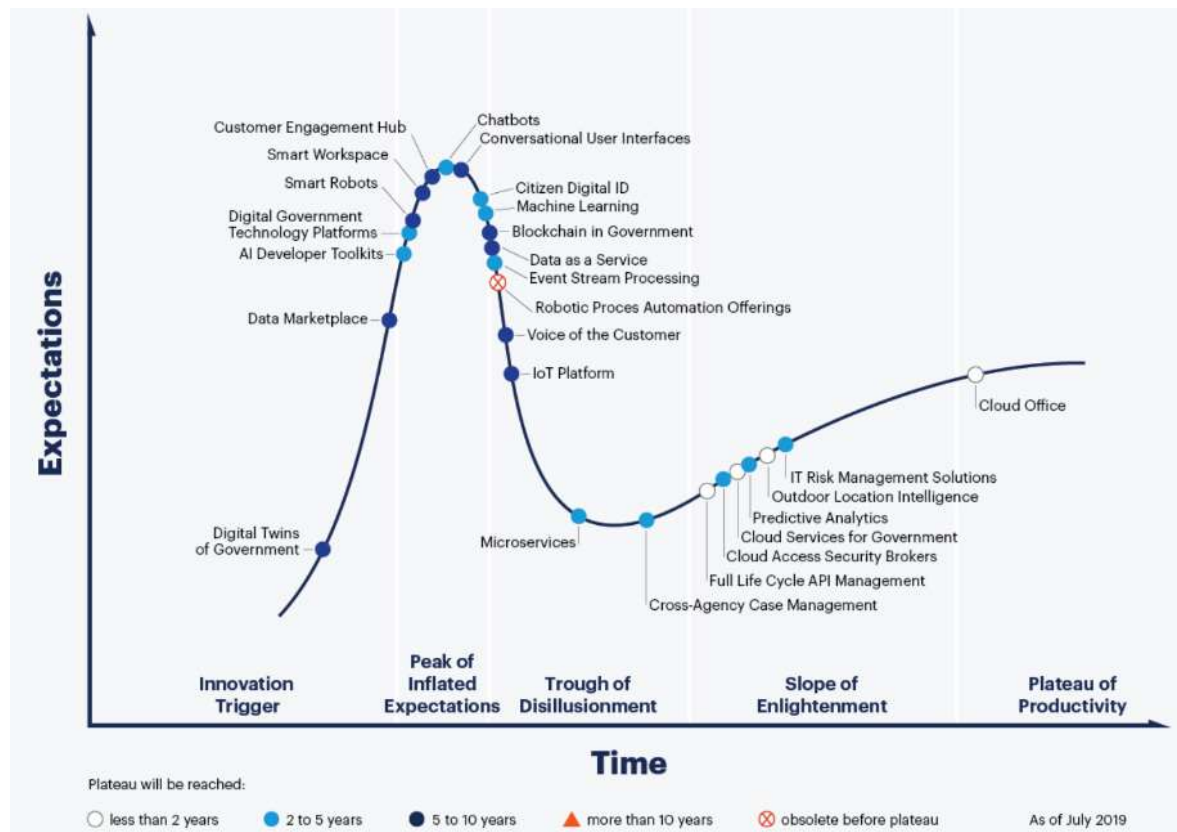 Expectations
Customer Engagement Hub
Smart Workspace
Smart Robots
Digital Government
Technology Platforms
AI Developer Toolkits
Data Marketplace
Digital Twins
of Government
Chatbots
Conversational User Interfaces
Citizen Digital ID
Machine Learning
Blockchain in Government
Data as a Service
Event Stream Processing
Robotic Proces Automation Offerings
Voice of the Customer
IoT Platform
Microservices
Cloud Office
IT Risk Management Solutions
Outdoor Location Intelligence
Predictive Analytics
Cloud Services for Government
Cloud Access Security Brokers
Full Life Cycle API Management
Cross-Agency Case Management
Innovation
Trigger
Peak of
Inflated
Expectations
Trough of
Disillusionment
Slope of
Enlightenment
Plateau of
Productivity
Time
Plateau will be reached:
less than 2 years
2 to 5 years
5 to 10 years
more than 10 years
obsolete before plateau
As of July 2019